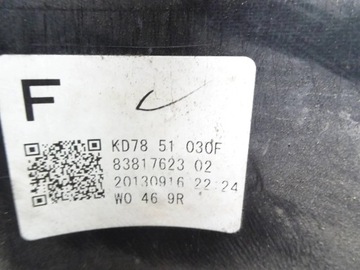 F
KD78 51 030F
83817623 02
20130916 22 24
WO 46 9R